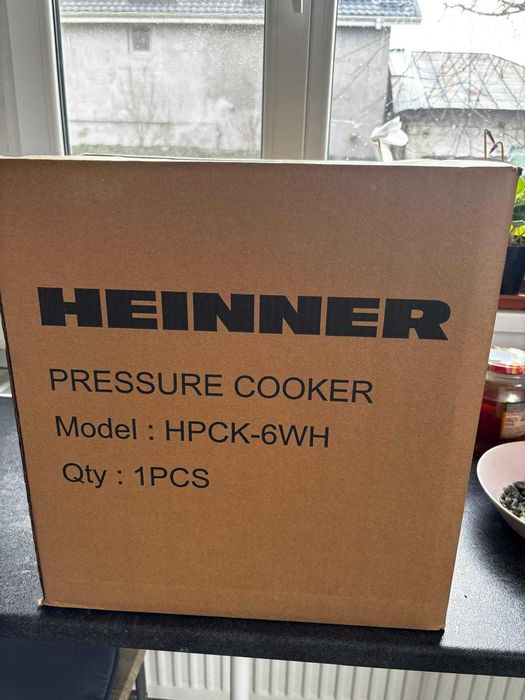 HEINNER
PRESSURE COOKER
Model : HPCK-6WH
Qty : 1PCS